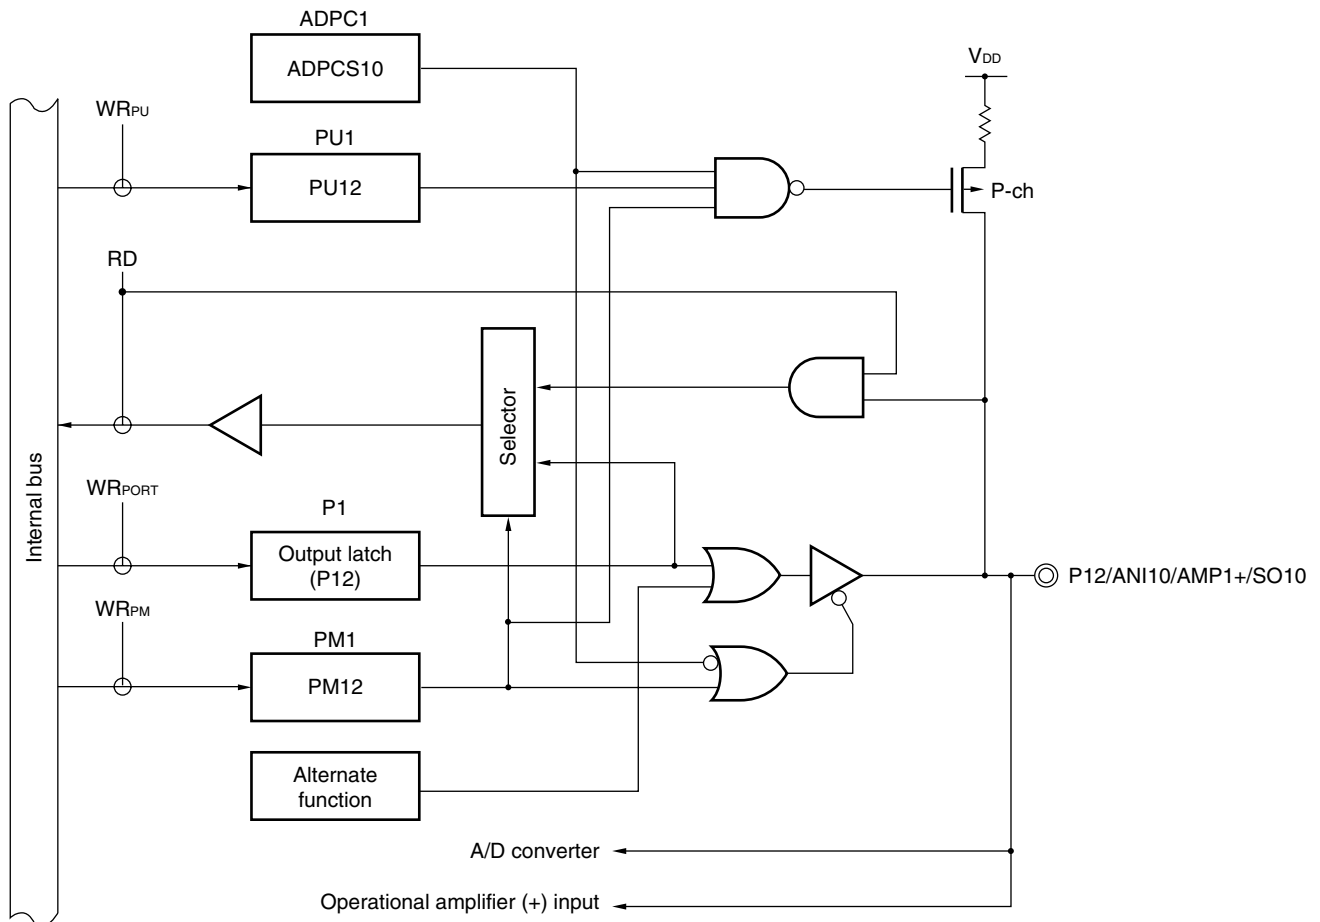 ADPC1
ADPCS10
VDD
WRPU
PU1
PU12
P-ch
RD
Selector
Internal bus
WRPORT
P1
Output latch
(P12)
P12/ANI10/AMP1+/SO10
WRPM
PM1
PM12
Alternate
function
A/D converter
Operational amplifier (+) input